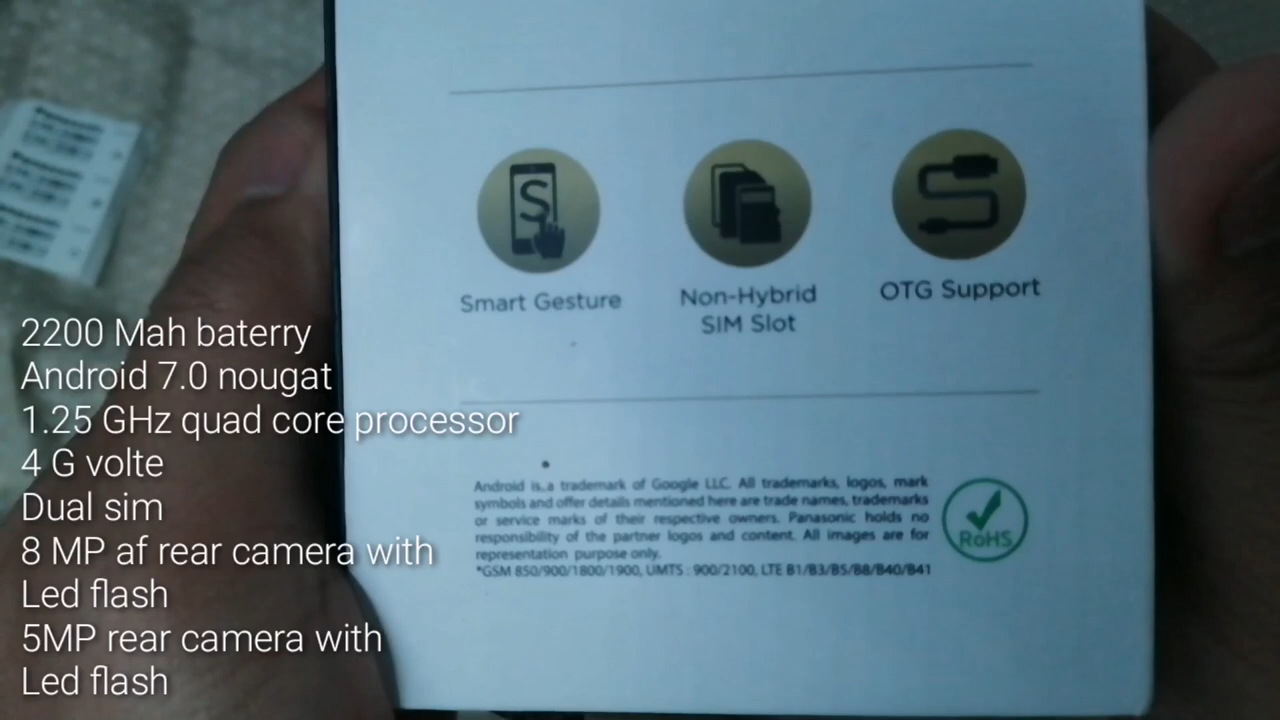 Panasonic
Panasonic
S
Smart Gesture
Non-Hybrid
SIM Slot
OTG Support
Android is a trademark of Google LLC. All trademarks, logos, mark
symbols and offer details mentioned here are trade names, trademarks
or service marks of their respective owners. Panasonic holds no
responsibility of the partner logos and content. All images are for
representation purpose only.
*GSM 850/900/1800/1900, UMTS : 900/2100, LTE B1/B3/B5/B8/B40/B41
RoHS
2200 Mah baterry
Android 7.0 nougat
1.25 GHz quad core processor
4 G volte
Dual sim
8 MP af rear camera with
Led flash
5MP rear camera with
Led flash